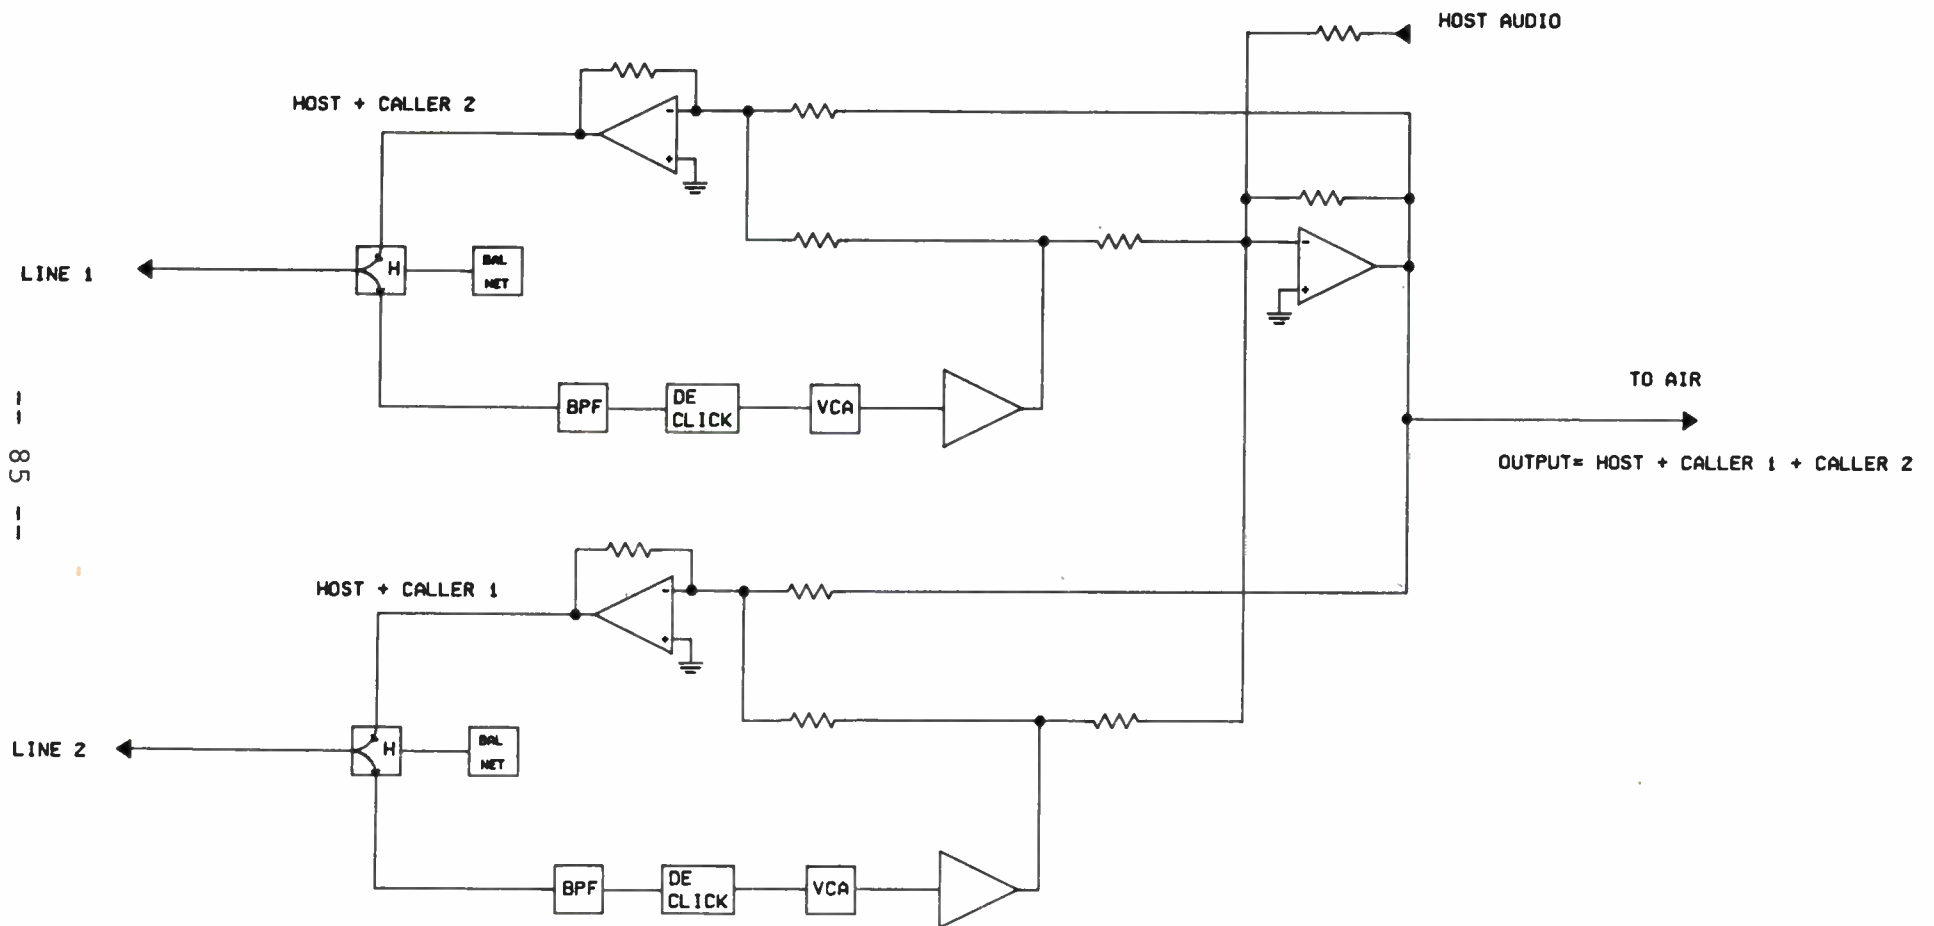 HOST AUDIO
HOST + CALLER 2
-
+
LINE 1
H
BAL
NET
-
+
BPF
DE
CLICK
VCA
TO AIR
OUTPUT= HOST + CALLER 1 + CALLER 2
-- 85 --
HOST + CALLER 1
-
+
LINE 2
H
BAL
NET
BPF
DE
CLICK
VCA